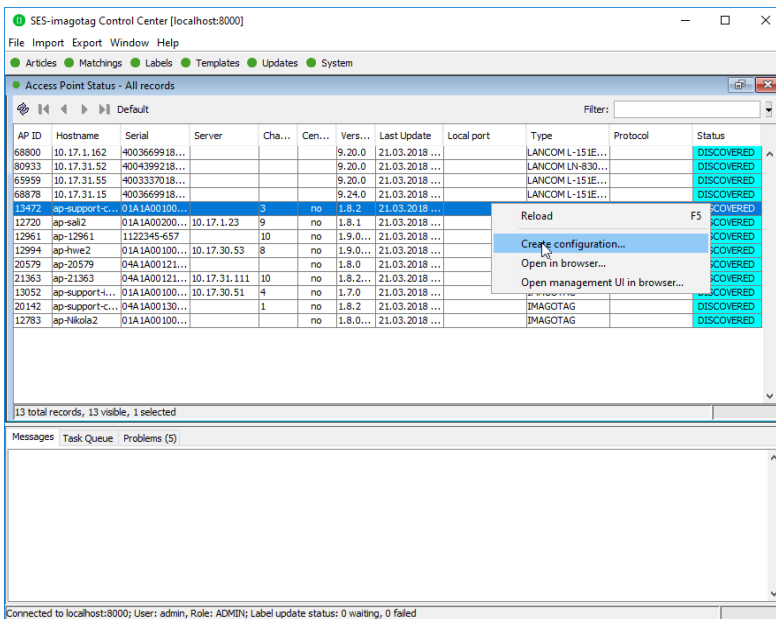 SES-imagotag Control Center [localhost:8000]
File Import Export Window Help
Articles Matchings Labels Templates Updates System
Access Point Status - All records
Default Filter:
AP ID Hostname Serial Server Cha... Cen... Vers... Last Update Local port Type Protocol Status
68800 10.17.1.162 4003669918... 9.20.0 21.03.2018 ... LANCOM L-151E... DISCOVERED
80933 10.17.31.52 4004399218... 9.20.0 21.03.2018 ... LANCOM LN-830... DISCOVERED
65959 10.17.31.55 4003337018... 9.20.0 21.03.2018 ... LANCOM L-151E... DISCOVERED
68878 10.17.31.15 4003669918... 9.24.0 21.03.2018 ... LANCOM L-151E... DISCOVERED
13472 ap-support-c... 01A1A00100... 3 no 1.8.2 21.03.2018 ...
12720 ap-sali2 01A1A00200... 10.17.1.23 9 no 1.8.1 21.03.2018 ...
12961 ap-12961 1122345-657 10 no 1.9.0... 21.03.2018 ...
12994 ap-hwe2 01A1A00100... 10.17.30.53 8 no 1.9.0... 21.03.2018 ...
20579 ap-20579 04A1A00121... no 1.8.0 21.03.2018 ...
21363 ap-21363 04A1A00121... 10.17.31.111 10 no 1.8.2... 21.03.2018 ...
13052 ap-support-i... 01A1A00100... 10.17.30.51 4 no 1.7.0 21.03.2018 ... IMAGOTAG DISCOVERED
20142 ap-support-c... 04A1A00130... 1 no 1.8.2 21.03.2018 ... IMAGOTAG DISCOVERED
12783 ap-Nikola2 01A1A00100... no 1.8.0... 21.03.2018 ... IMAGOTAG DISCOVERED
Reload F5
Create configuration...
Open in browser...
Open management UI in browser...
13 total records, 13 visible, 1 selected
Messages Task Queue Problems (5)
Connected to localhost:8000; User: admin, Role: ADMIN; Label update status: 0 waiting, 0 failed